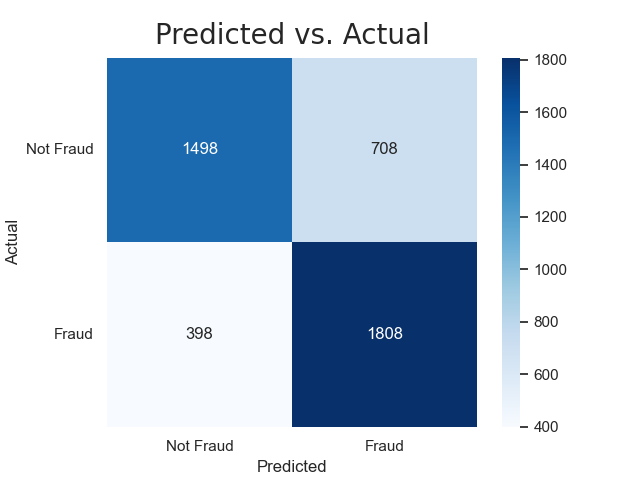 Predicted vs. Actual
Not Fraud
1498
708
Fraud
398
1808
Actual
Not Fraud
Fraud
Predicted
1800
1600
1400
1200
1000
800
600
400